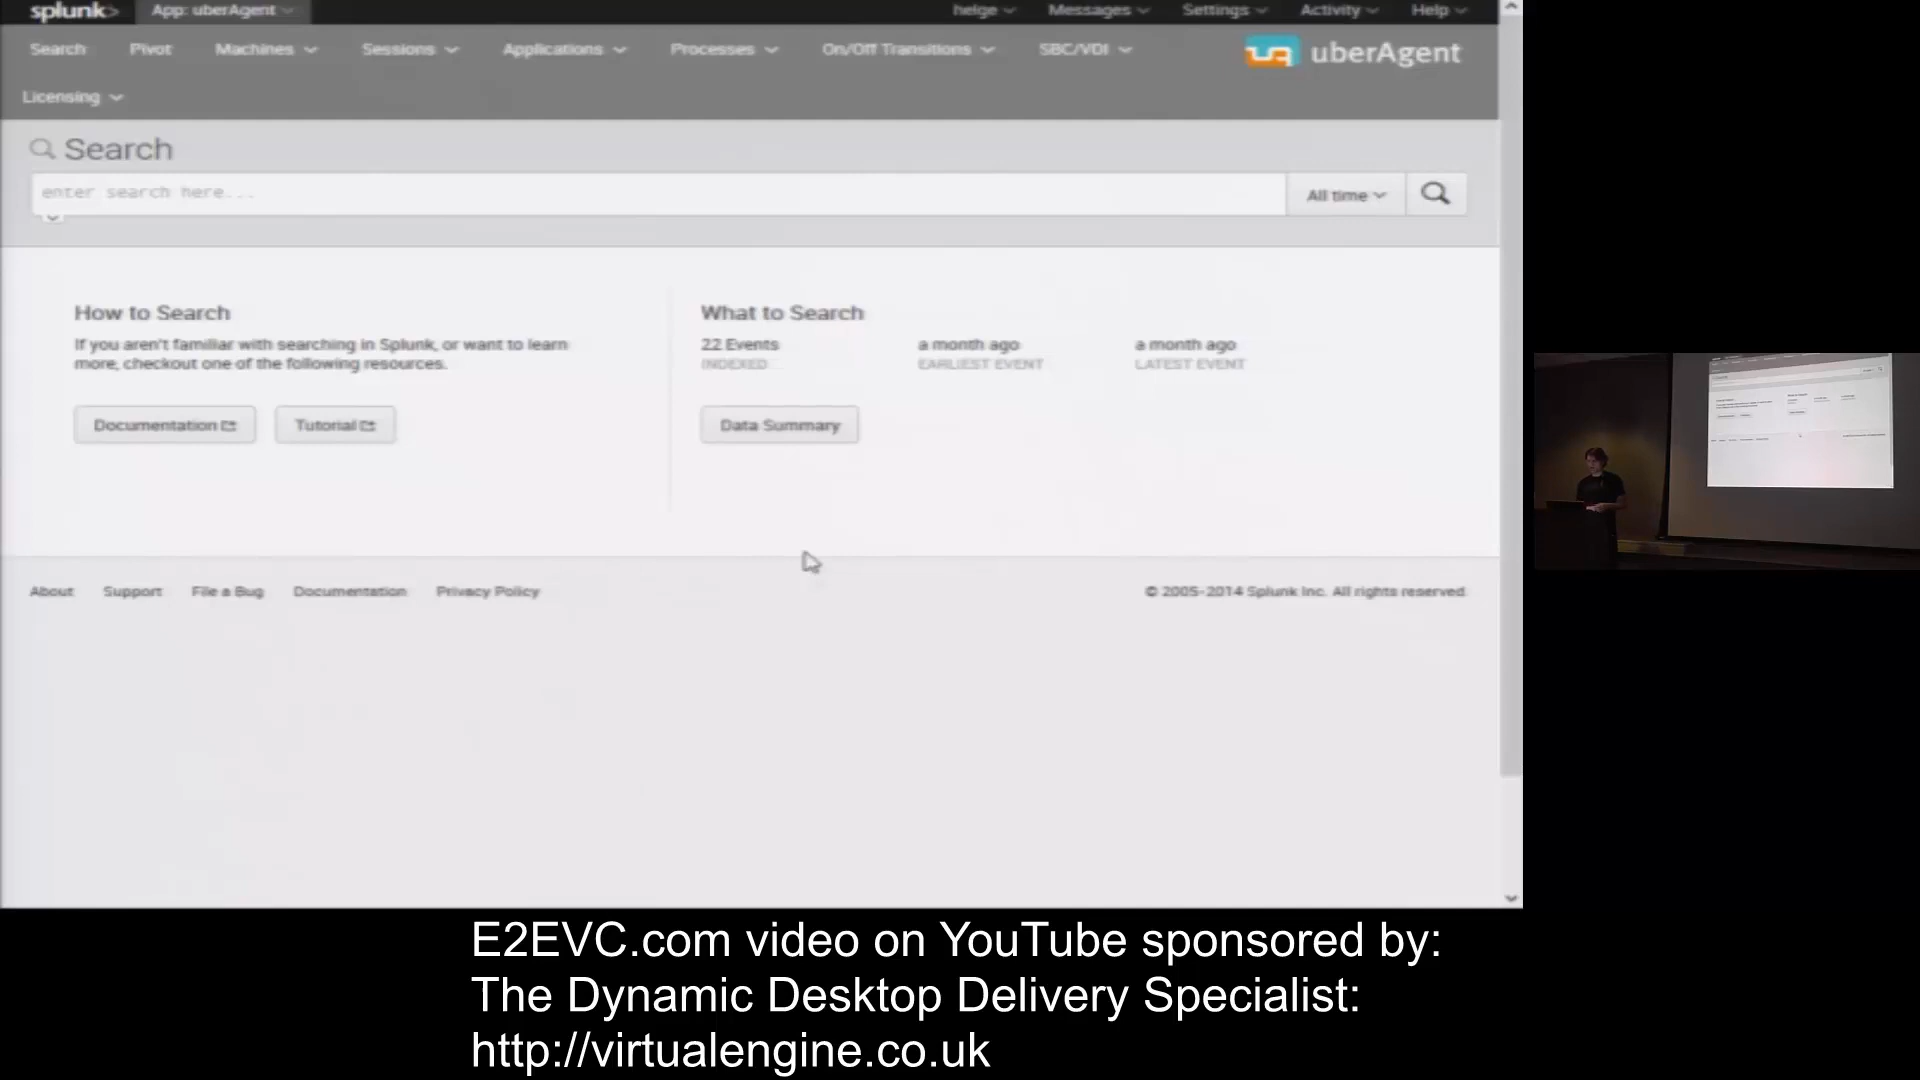 splunk> App: uberAgent helge Messages Settings Activity Help
Search Pivot Machines Sessions Applications Processes On/Off Transitions SBC/VDI uberAgent
Licensing
Search
enter search here... All time
How to Search
If you aren't familiar with searching in Splunk, or want to learn
more, checkout one of the following resources.
Documentation Tutorial
What to Search
22 Events a month ago a month ago
INDEXED EARLIEST EVENT LATEST EVENT
Data Summary
About Support File a Bug Documentation Privacy Policy © 2005-2014 Splunk Inc. All rights reserved.
E2EVC.com video on YouTube sponsored by:
The Dynamic Desktop Delivery Specialist:
http://virtualengine.co.uk